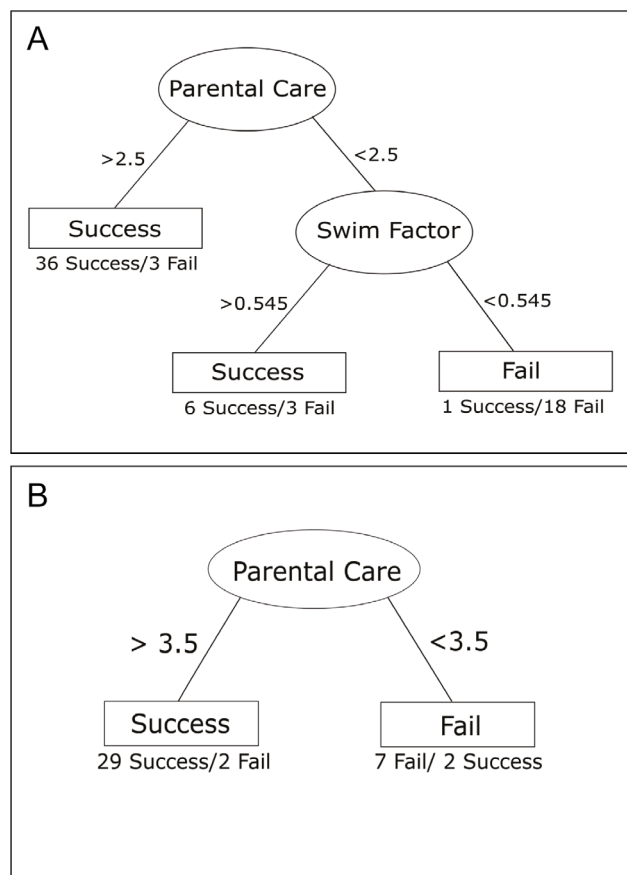 A
Parental Care
>2.5
<2.5
Success
36 Success/3 Fail
Swim Factor
>0.545
<0.545
Success
6 Success/3 Fail
Fail
1 Success/18 Fail
B
Parental Care
> 3.5
<3.5
Success
29 Success/2 Fail
Fail
7 Fail/ 2 Success